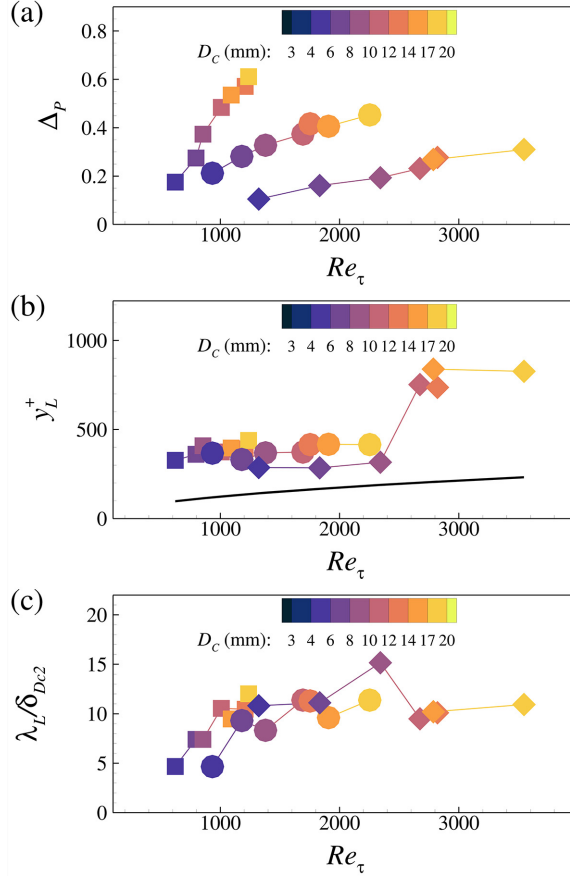 (a)
0.8
0.6
0.4
0.2
0
Δ_P
D_C (mm): 3 4 6 8 10 12 14 17 20
1000 2000 3000
Re_τ
(b)
1000
500
0
y_L^+
D_C (mm): 3 4 6 8 10 12 14 17 20
1000 2000 3000
Re_τ
(c)
20
15
10
5
0
λ_L/δ_{Dc2}
D_C (mm): 3 4 6 8 10 12 14 17 20
1000 2000 3000
Re_τ